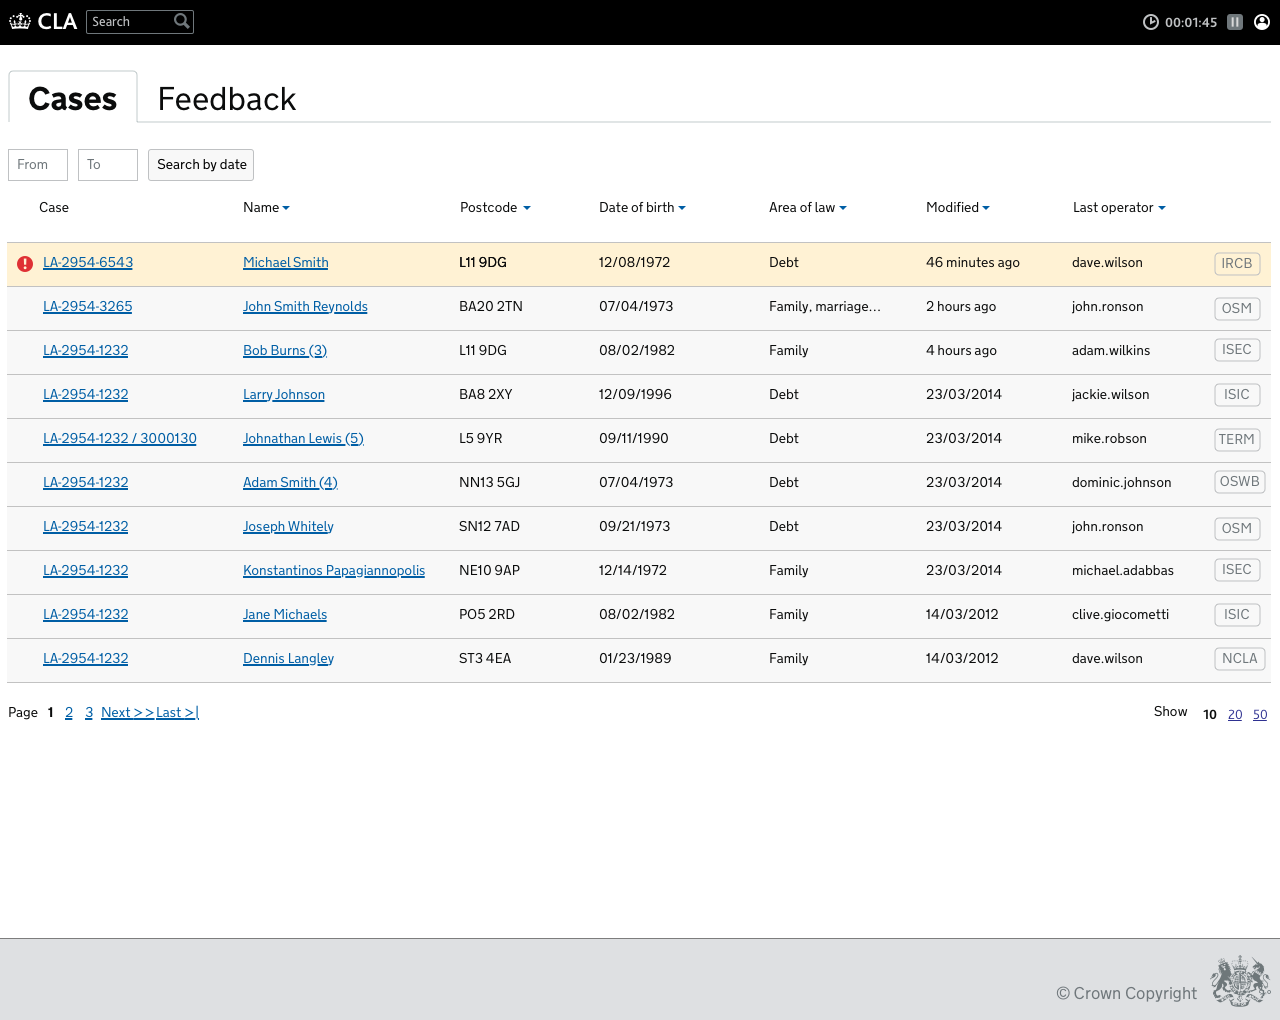 CLA Search 00:01:45
Cases Feedback
From To Search by date
Case Name Postcode Date of birth Area of law Modified Last operator
LA-2954-6543 Michael Smith L11 9DG 12/08/1972 Debt 46 minutes ago dave.wilson IRCB
LA-2954-3265 John Smith Reynolds BA20 2TN 07/04/1973 Family, marriage... 2 hours ago john.ronson OSM
LA-2954-1232 Bob Burns (3) L11 9DG 08/02/1982 Family 4 hours ago adam.wilkins ISEC
LA-2954-1232 Larry Johnson BA8 2XY 12/09/1996 Debt 23/03/2014 jackie.wilson ISIC
LA-2954-1232 / 3000130 Johnathan Lewis (5) L5 9YR 09/11/1990 Debt 23/03/2014 mike.robson TERM
LA-2954-1232 Adam Smith (4) NN13 5GJ 07/04/1973 Debt 23/03/2014 dominic.johnson OSWB
LA-2954-1232 Joseph Whitely SN12 7AD 09/21/1973 Debt 23/03/2014 john.ronson OSM
LA-2954-1232 Konstantinos Papagiannopolis NE10 9AP 12/14/1972 Family 23/03/2014 michael.adabbas ISEC
LA-2954-1232 Jane Michaels PO5 2RD 08/02/1982 Family 14/03/2012 clive.giocometti ISIC
LA-2954-1232 Dennis Langley ST3 4EA 01/23/1989 Family 14/03/2012 dave.wilson NCLA
Page 1 2 3 Next >> Last >| Show 10 20 50
© Crown Copyright